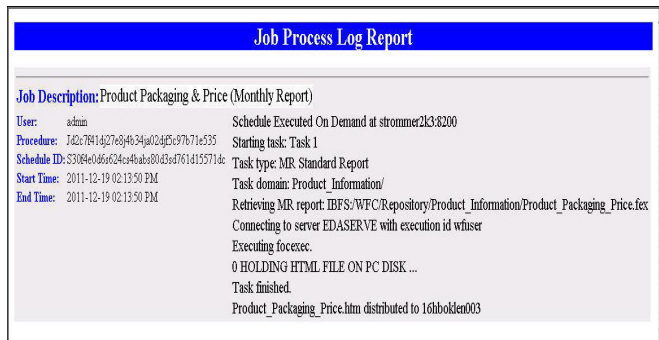 Job Process Log Report
Job Description: Product Packaging & Price (Monthly Report)
User: admin
Procedure: Jd2c7f41dj27e8j4b34ja02djf5c97b71e535
Schedule ID: S30f4e0d6s624cs4babs80d3sd761d15571dc
Start Time: 2011-12-19 02:13:50 PM
End Time: 2011-12-19 02:13:50 PM
Schedule Executed On Demand at strommer2k3:8200
Starting task: Task 1
Task type: MR Standard Report
Task domain: Product_Information/
Retrieving MR report: IBFS:/WFC/Repository/Product_Information/Product_Packaging_Price.fex
Connecting to server EDASERVE with execution id wfuser
Executing focexec.
0 HOLDING HTML FILE ON PC DISK ...
Task finished.
Product_Packaging_Price.htm distributed to 16hboklen003